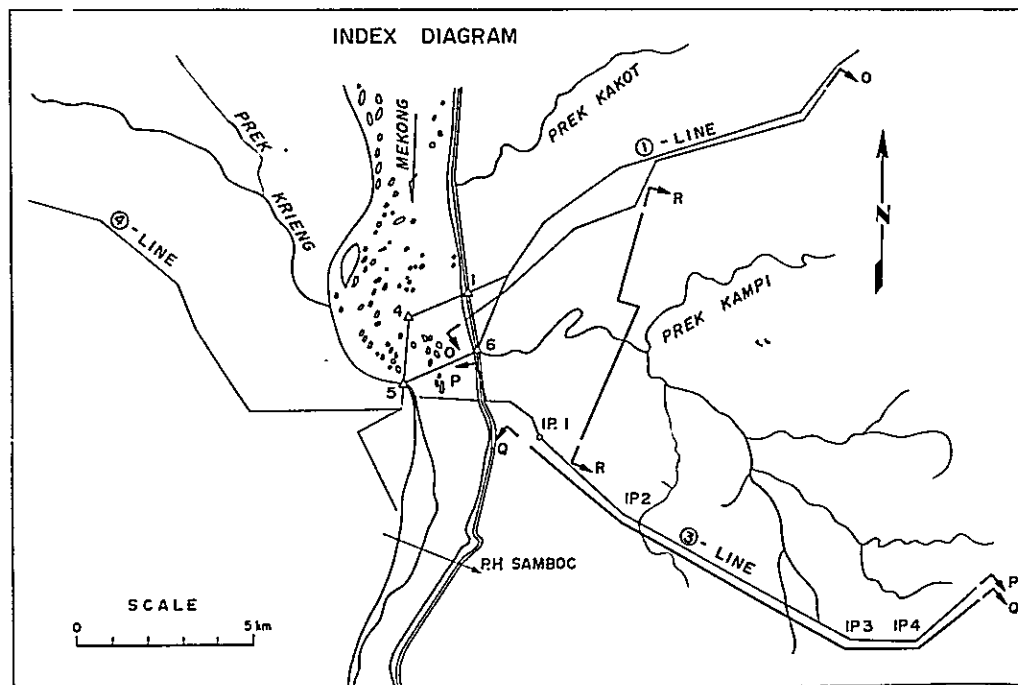 INDEX DIAGRAM
PREK KRIENG
MEKONG
PREK KAKOT
O
① - LINE
R
N
④ - LINE
1
4
PREK KAMPI
O
6
P
5
IP. 1
Q
R
IP2
③ - LINE
P.H SAMBOC
SCALE
0 5 km
P
Q
IP3 IP4